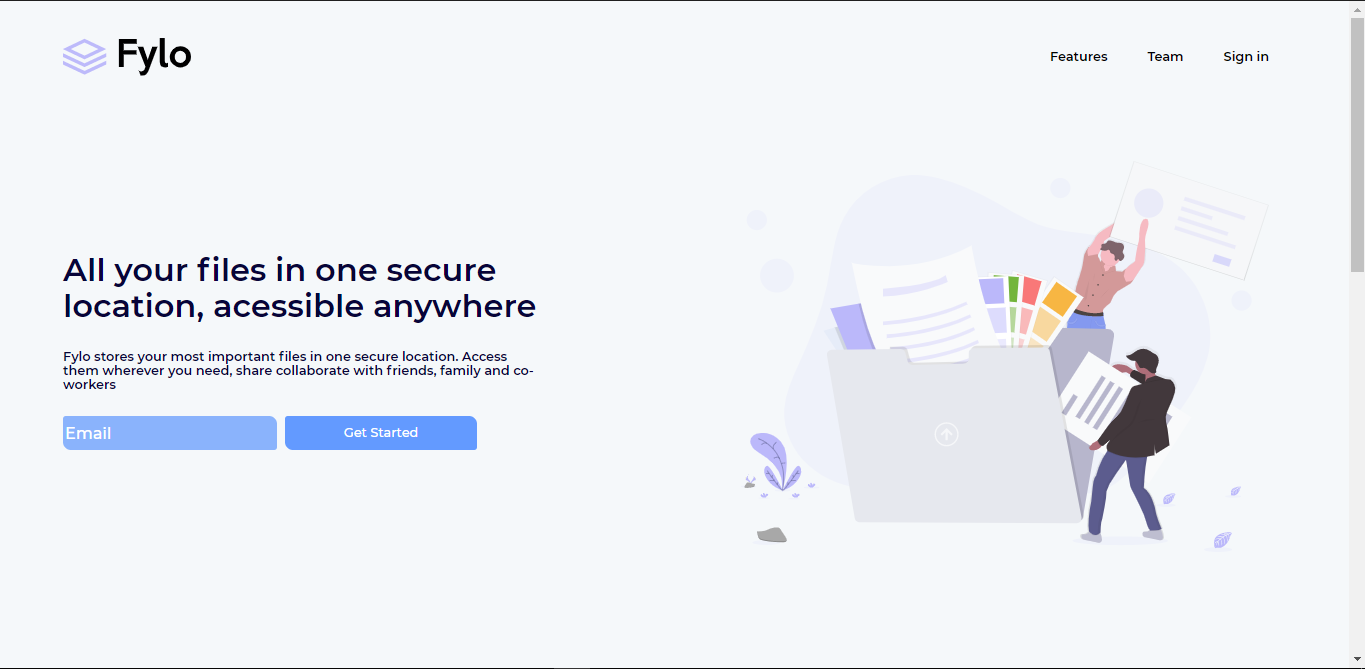 Fylo
Features Team Sign in
All your files in one secure
location, acessible anywhere
Fylo stores your most important files in one secure location. Access
them wherever you need, share collaborate with friends, family and co-
workers
Email
Get Started